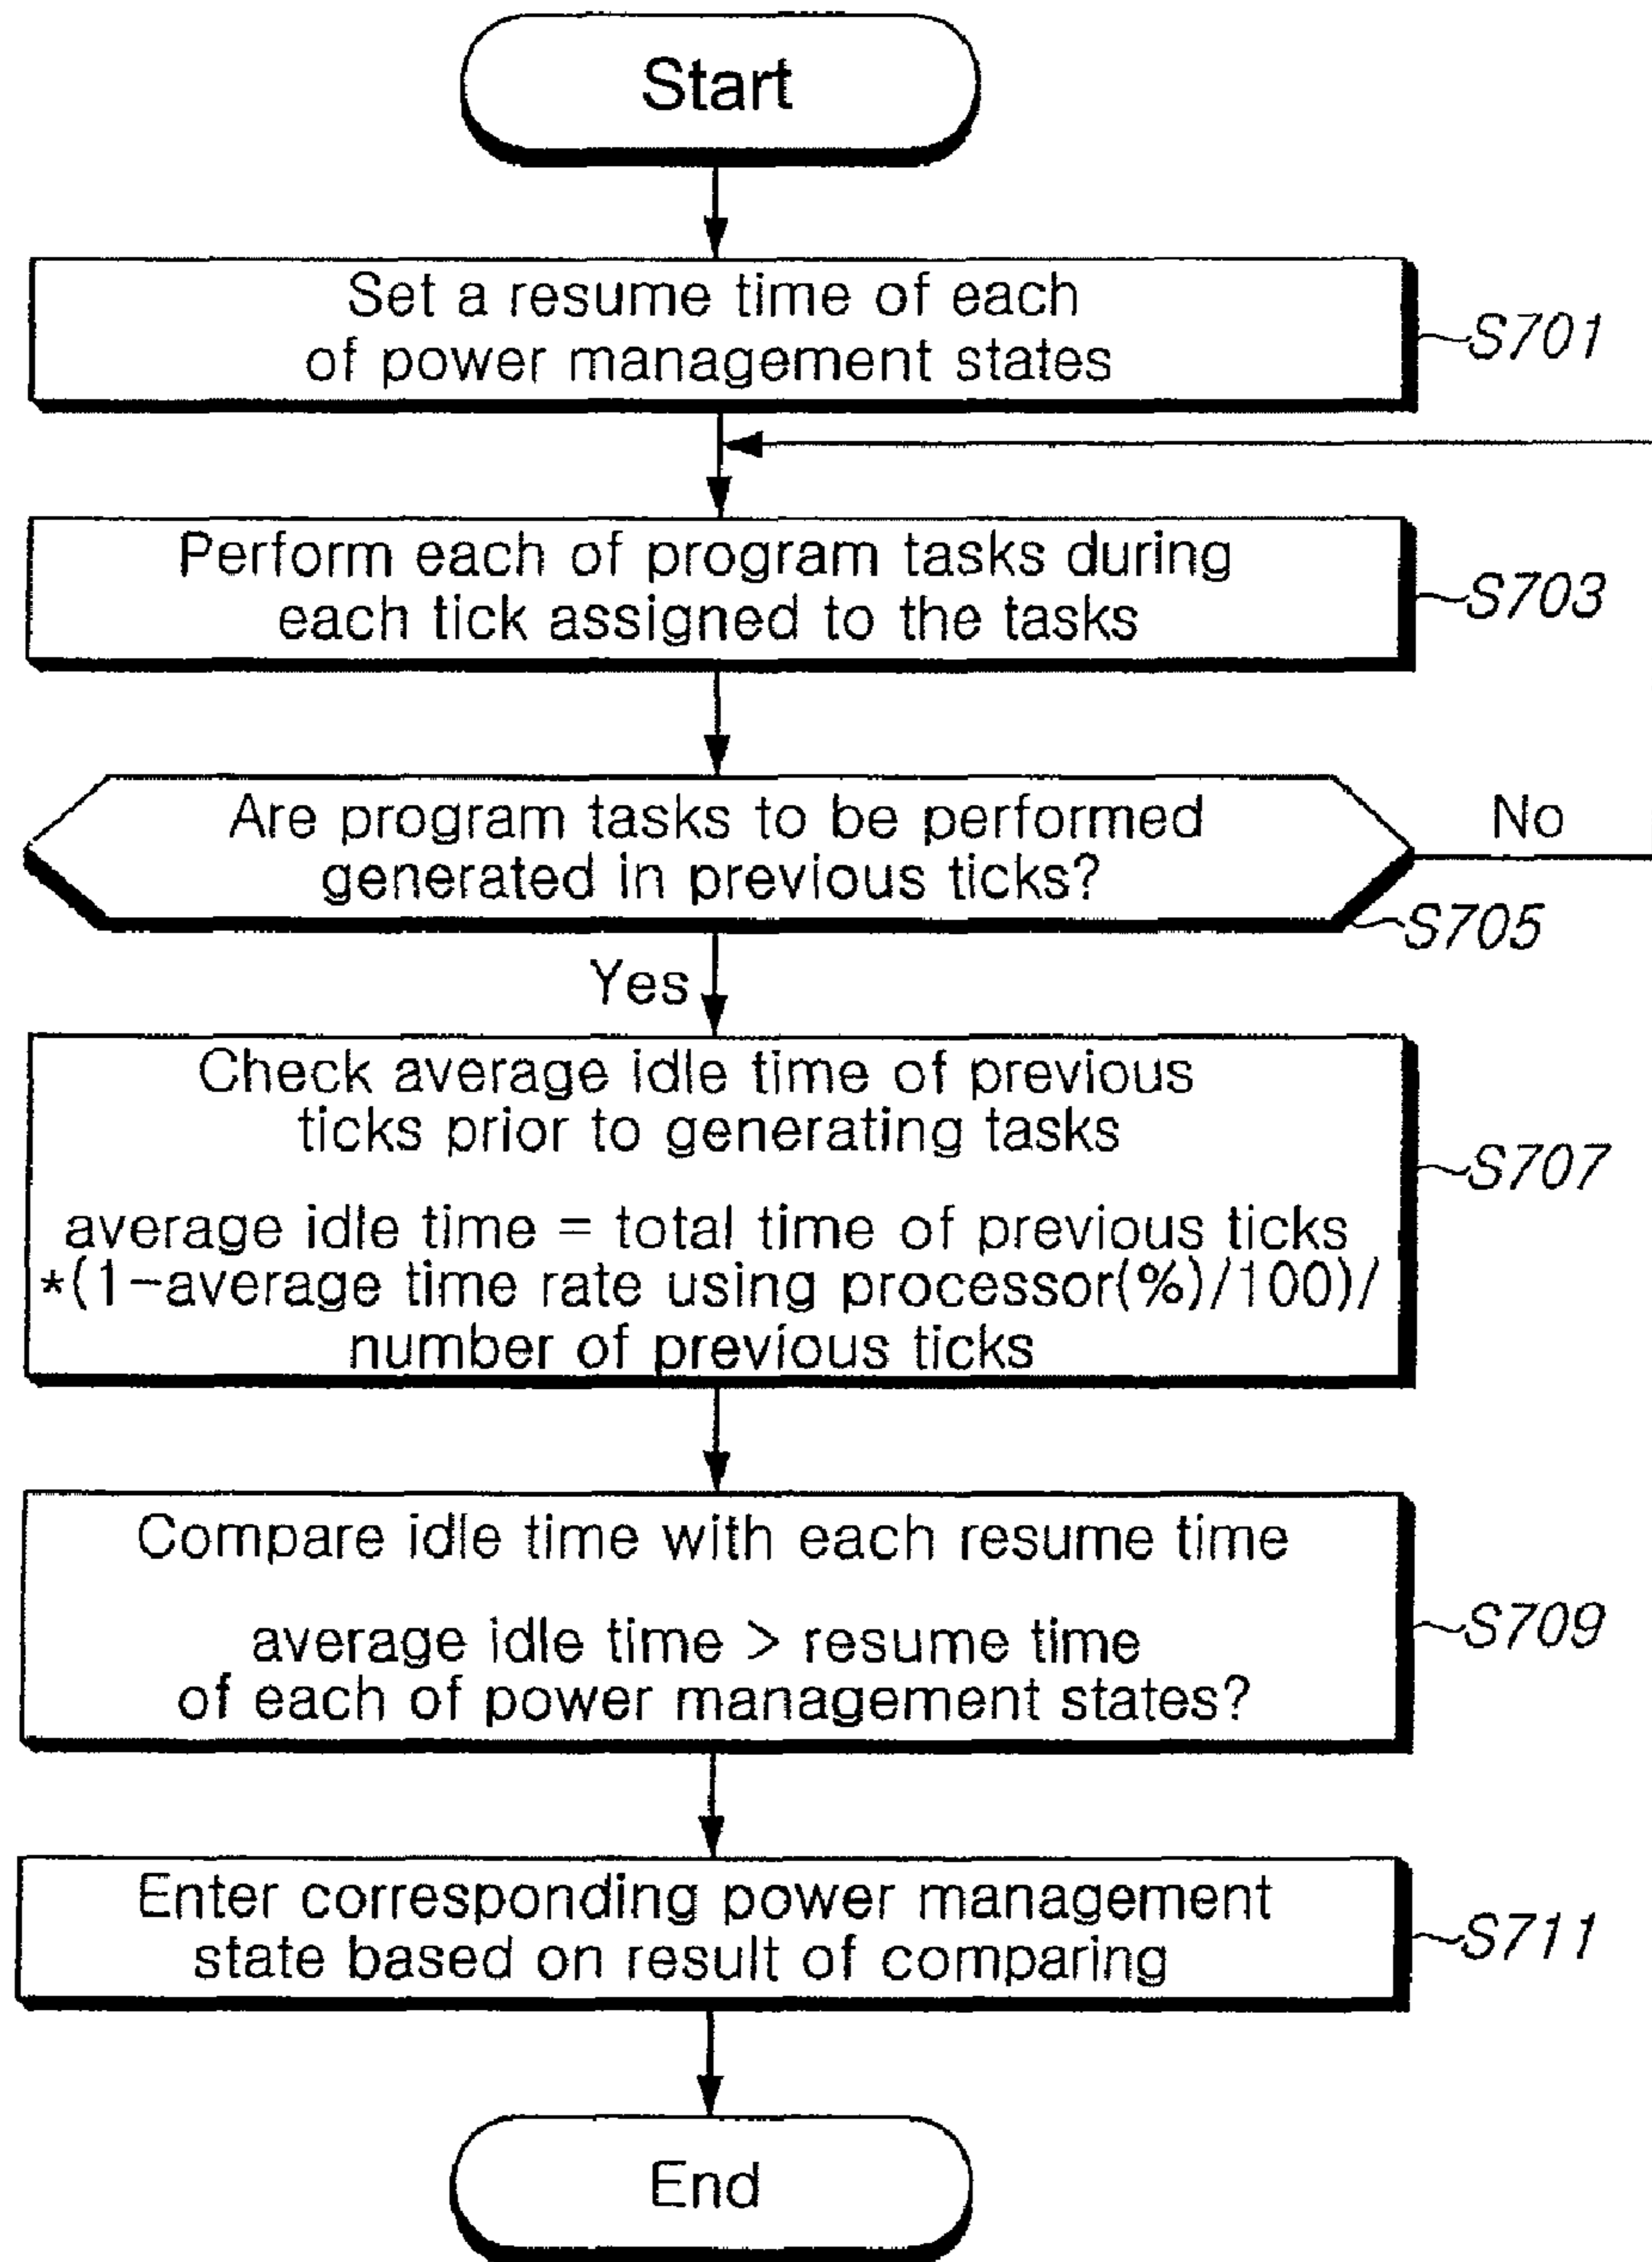 Start
Set a resume time of each
of power management states
S701
Perform each of program tasks during
each tick assigned to the tasks
S703
Are program tasks to be performed
generated in previous ticks?
No
S705
Yes
Check average idle time of previous
ticks prior to generating tasks
S707
average idle time = total time of previous ticks
*(1-average time rate using processor(%)/100)/
number of previous ticks
Compare idle time with each resume time
average idle time > resume time
S709
of each of power management states?
Enter corresponding power management
state based on result of comparing
S711
End